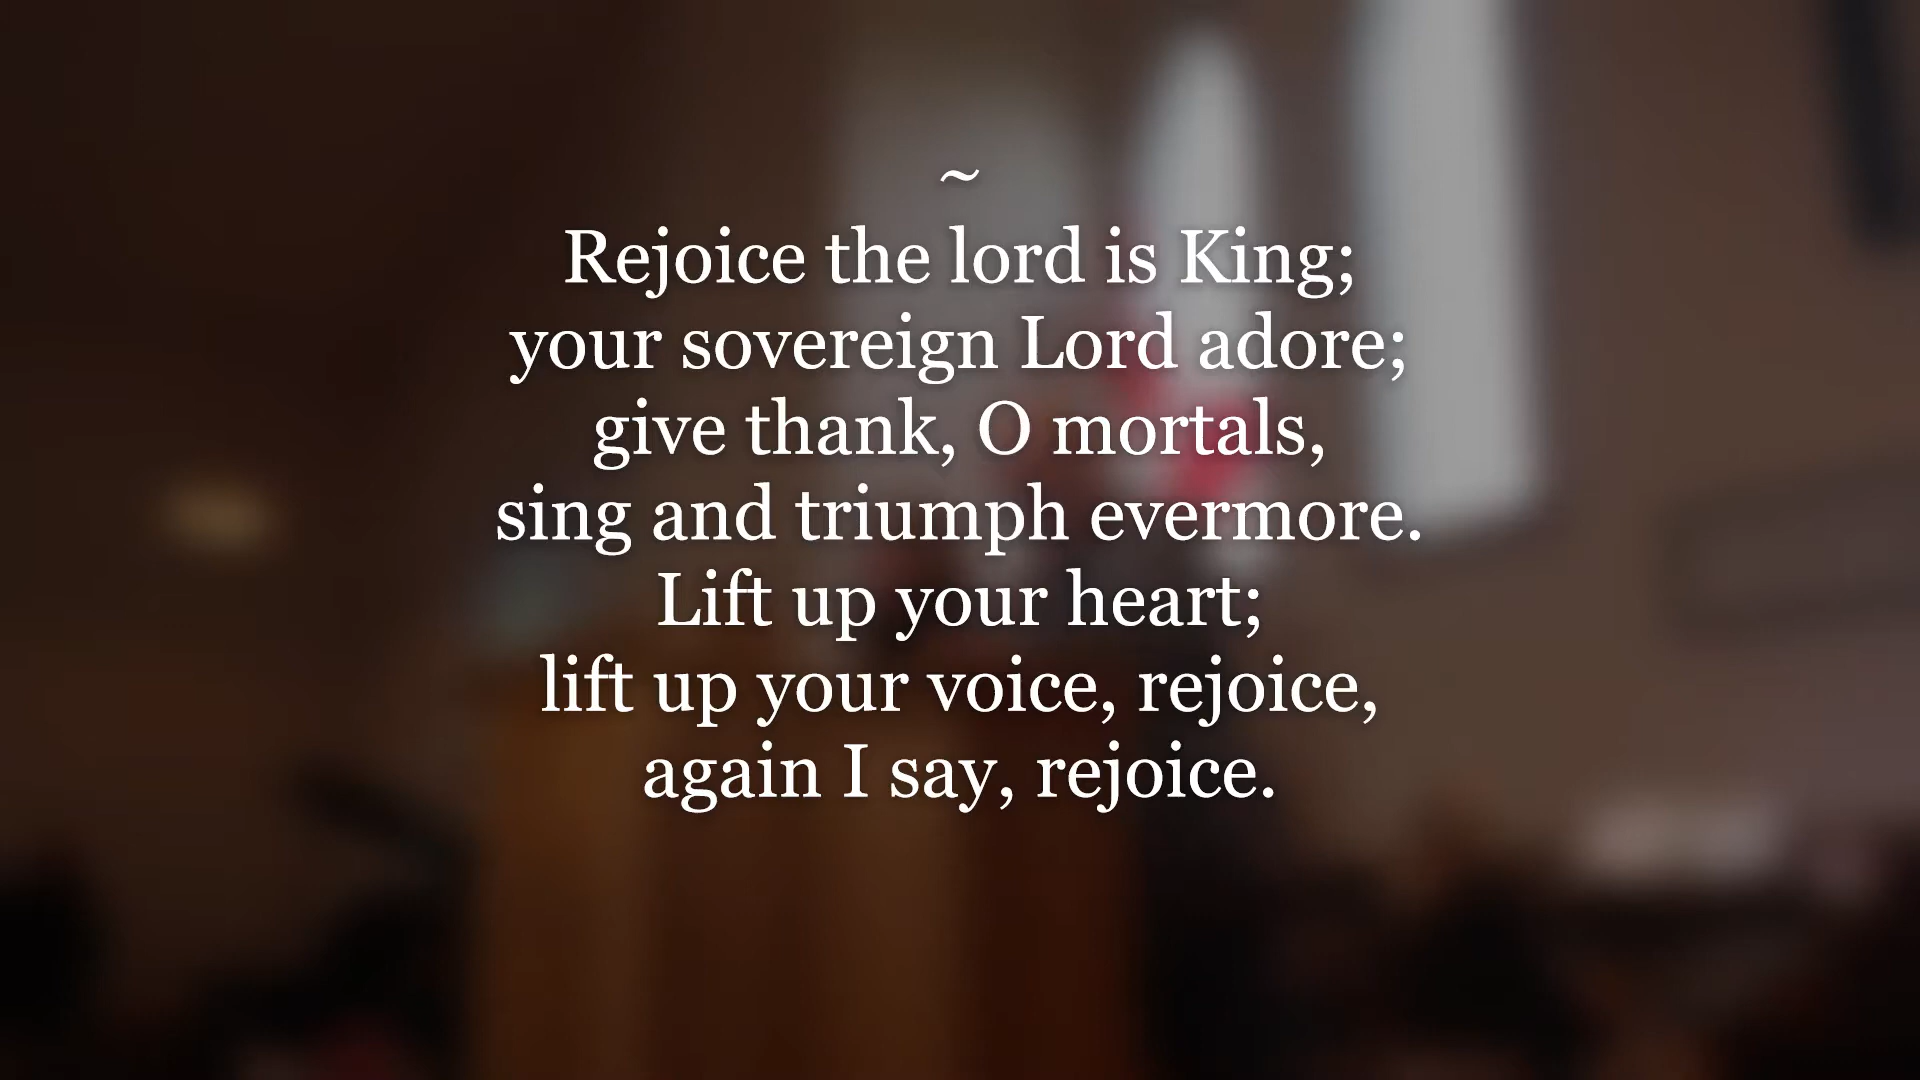 ~
Rejoice the lord is King;
your sovereign Lord adore;
give thank, O mortals,
sing and triumph evermore.
Lift up your heart;
lift up your voice, rejoice,
again I say, rejoice.